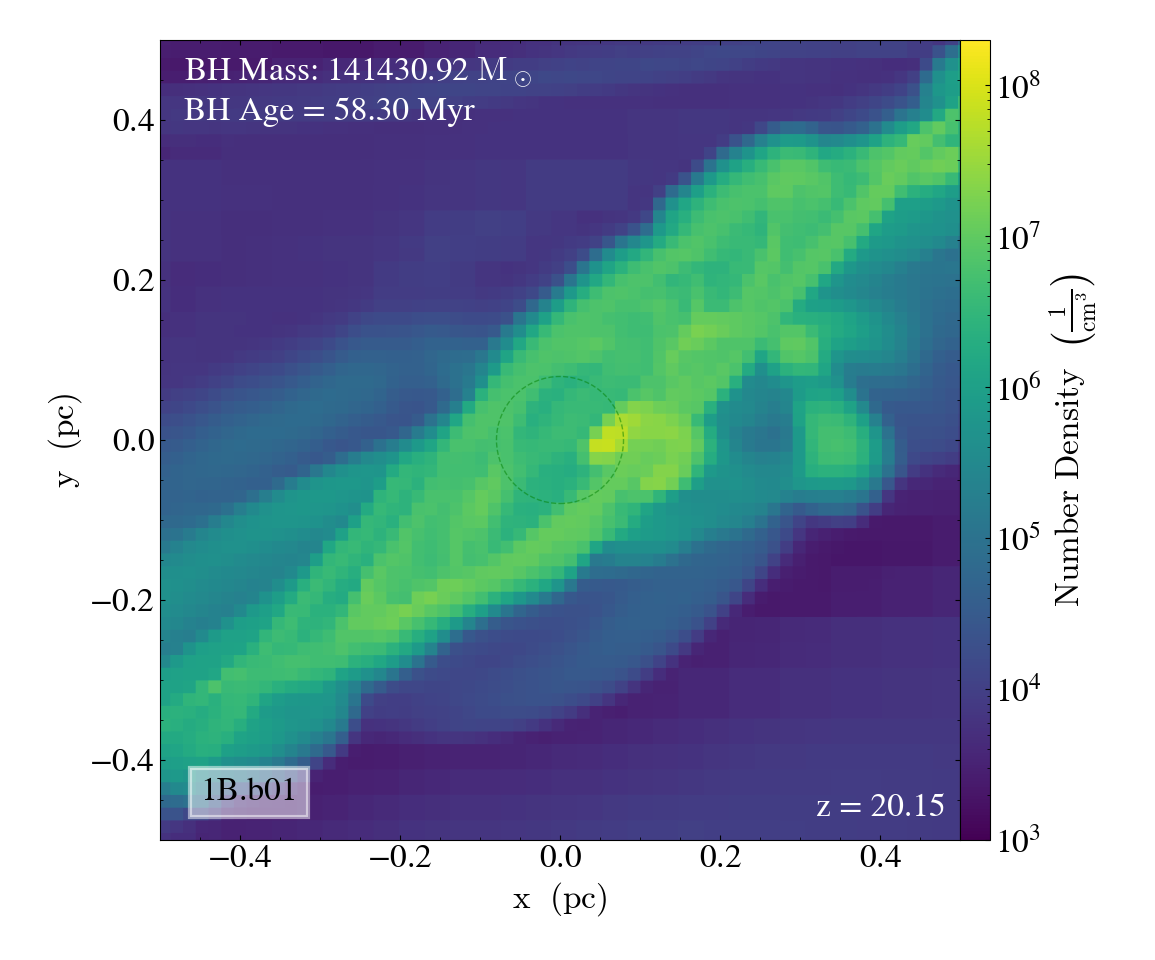 BH Mass: 141430.92 M☉
BH Age = 58.30 Myr
1B.b01
z = 20.15
y (pc)
0.4
0.2
0.0
−0.2
−0.4
−0.4 −0.2 0.0 0.2 0.4
x (pc)
10⁸
10⁷
10⁶
10⁵
10⁴
10³
Number Density (1/cm³)